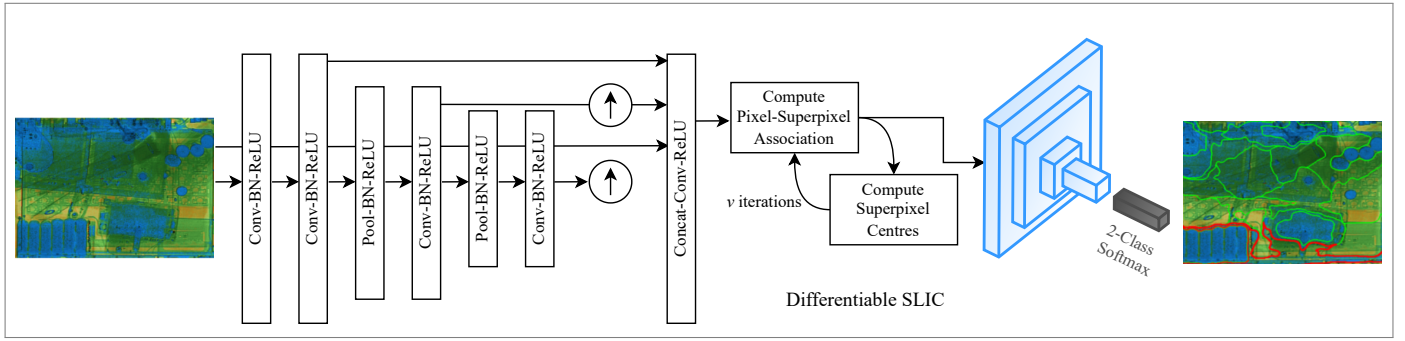 Conv-BN-ReLU
Conv-BN-ReLU
Pool-BN-ReLU
Conv-BN-ReLU
Pool-BN-ReLU
Conv-BN-ReLU
Concat-Conv-ReLU
Compute
Pixel-Superpixel
Association
v iterations
Compute
Superpixel
Centres
Differentiable SLIC
2-Class
Softmax